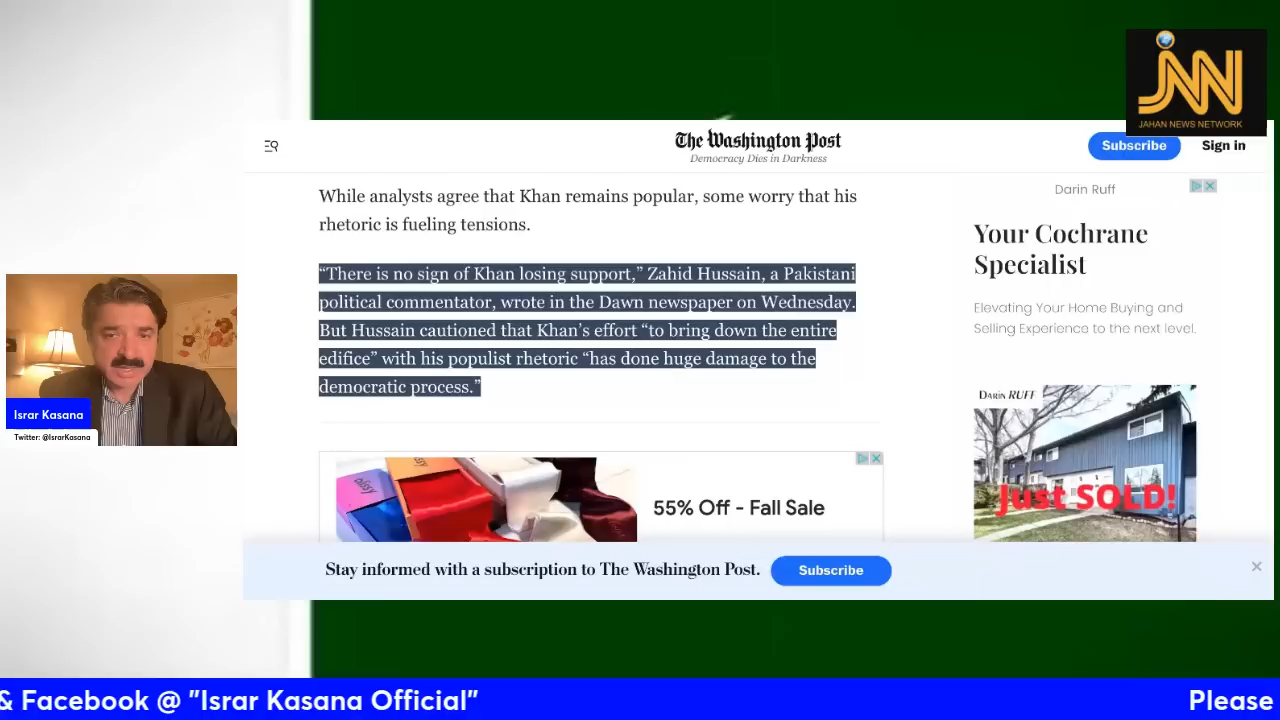 JNN
JAHAN NEWS NETWORK
The Washington Post
Democracy Dies in Darkness
Subscribe
Sign in
While analysts agree that Khan remains popular, some worry that his
rhetoric is fueling tensions.
“There is no sign of Khan losing support,” Zahid Hussain, a Pakistani
political commentator, wrote in the Dawn newspaper on Wednesday.
But Hussain cautioned that Khan’s effort “to bring down the entire
edifice” with his populist rhetoric “has done huge damage to the
democratic process.”
Darin Ruff
Your Cochrane
Specialist
Elevating Your Home Buying and
Selling Experience to the next level.
DARIN RUFF
Just SOLD!
Israr Kasana
Twitter: @IsrarKasana
blissy
55% Off - Fall Sale
Stay informed with a subscription to The Washington Post.
Subscribe
& Facebook @ "Israr Kasana Official"
Please